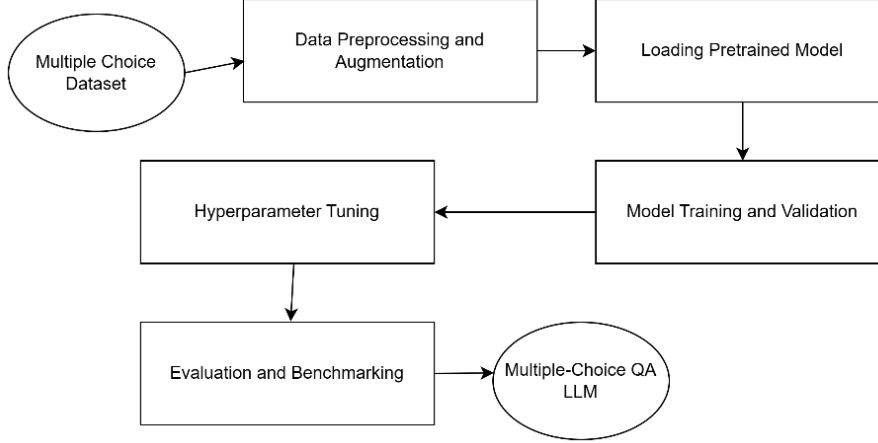 Multiple Choice
Dataset
Data Preprocessing and
Augmentation
Loading Pretrained Model
Hyperparameter Tuning
Model Training and Validation
Evaluation and Benchmarking
Multiple-Choice QA
LLM